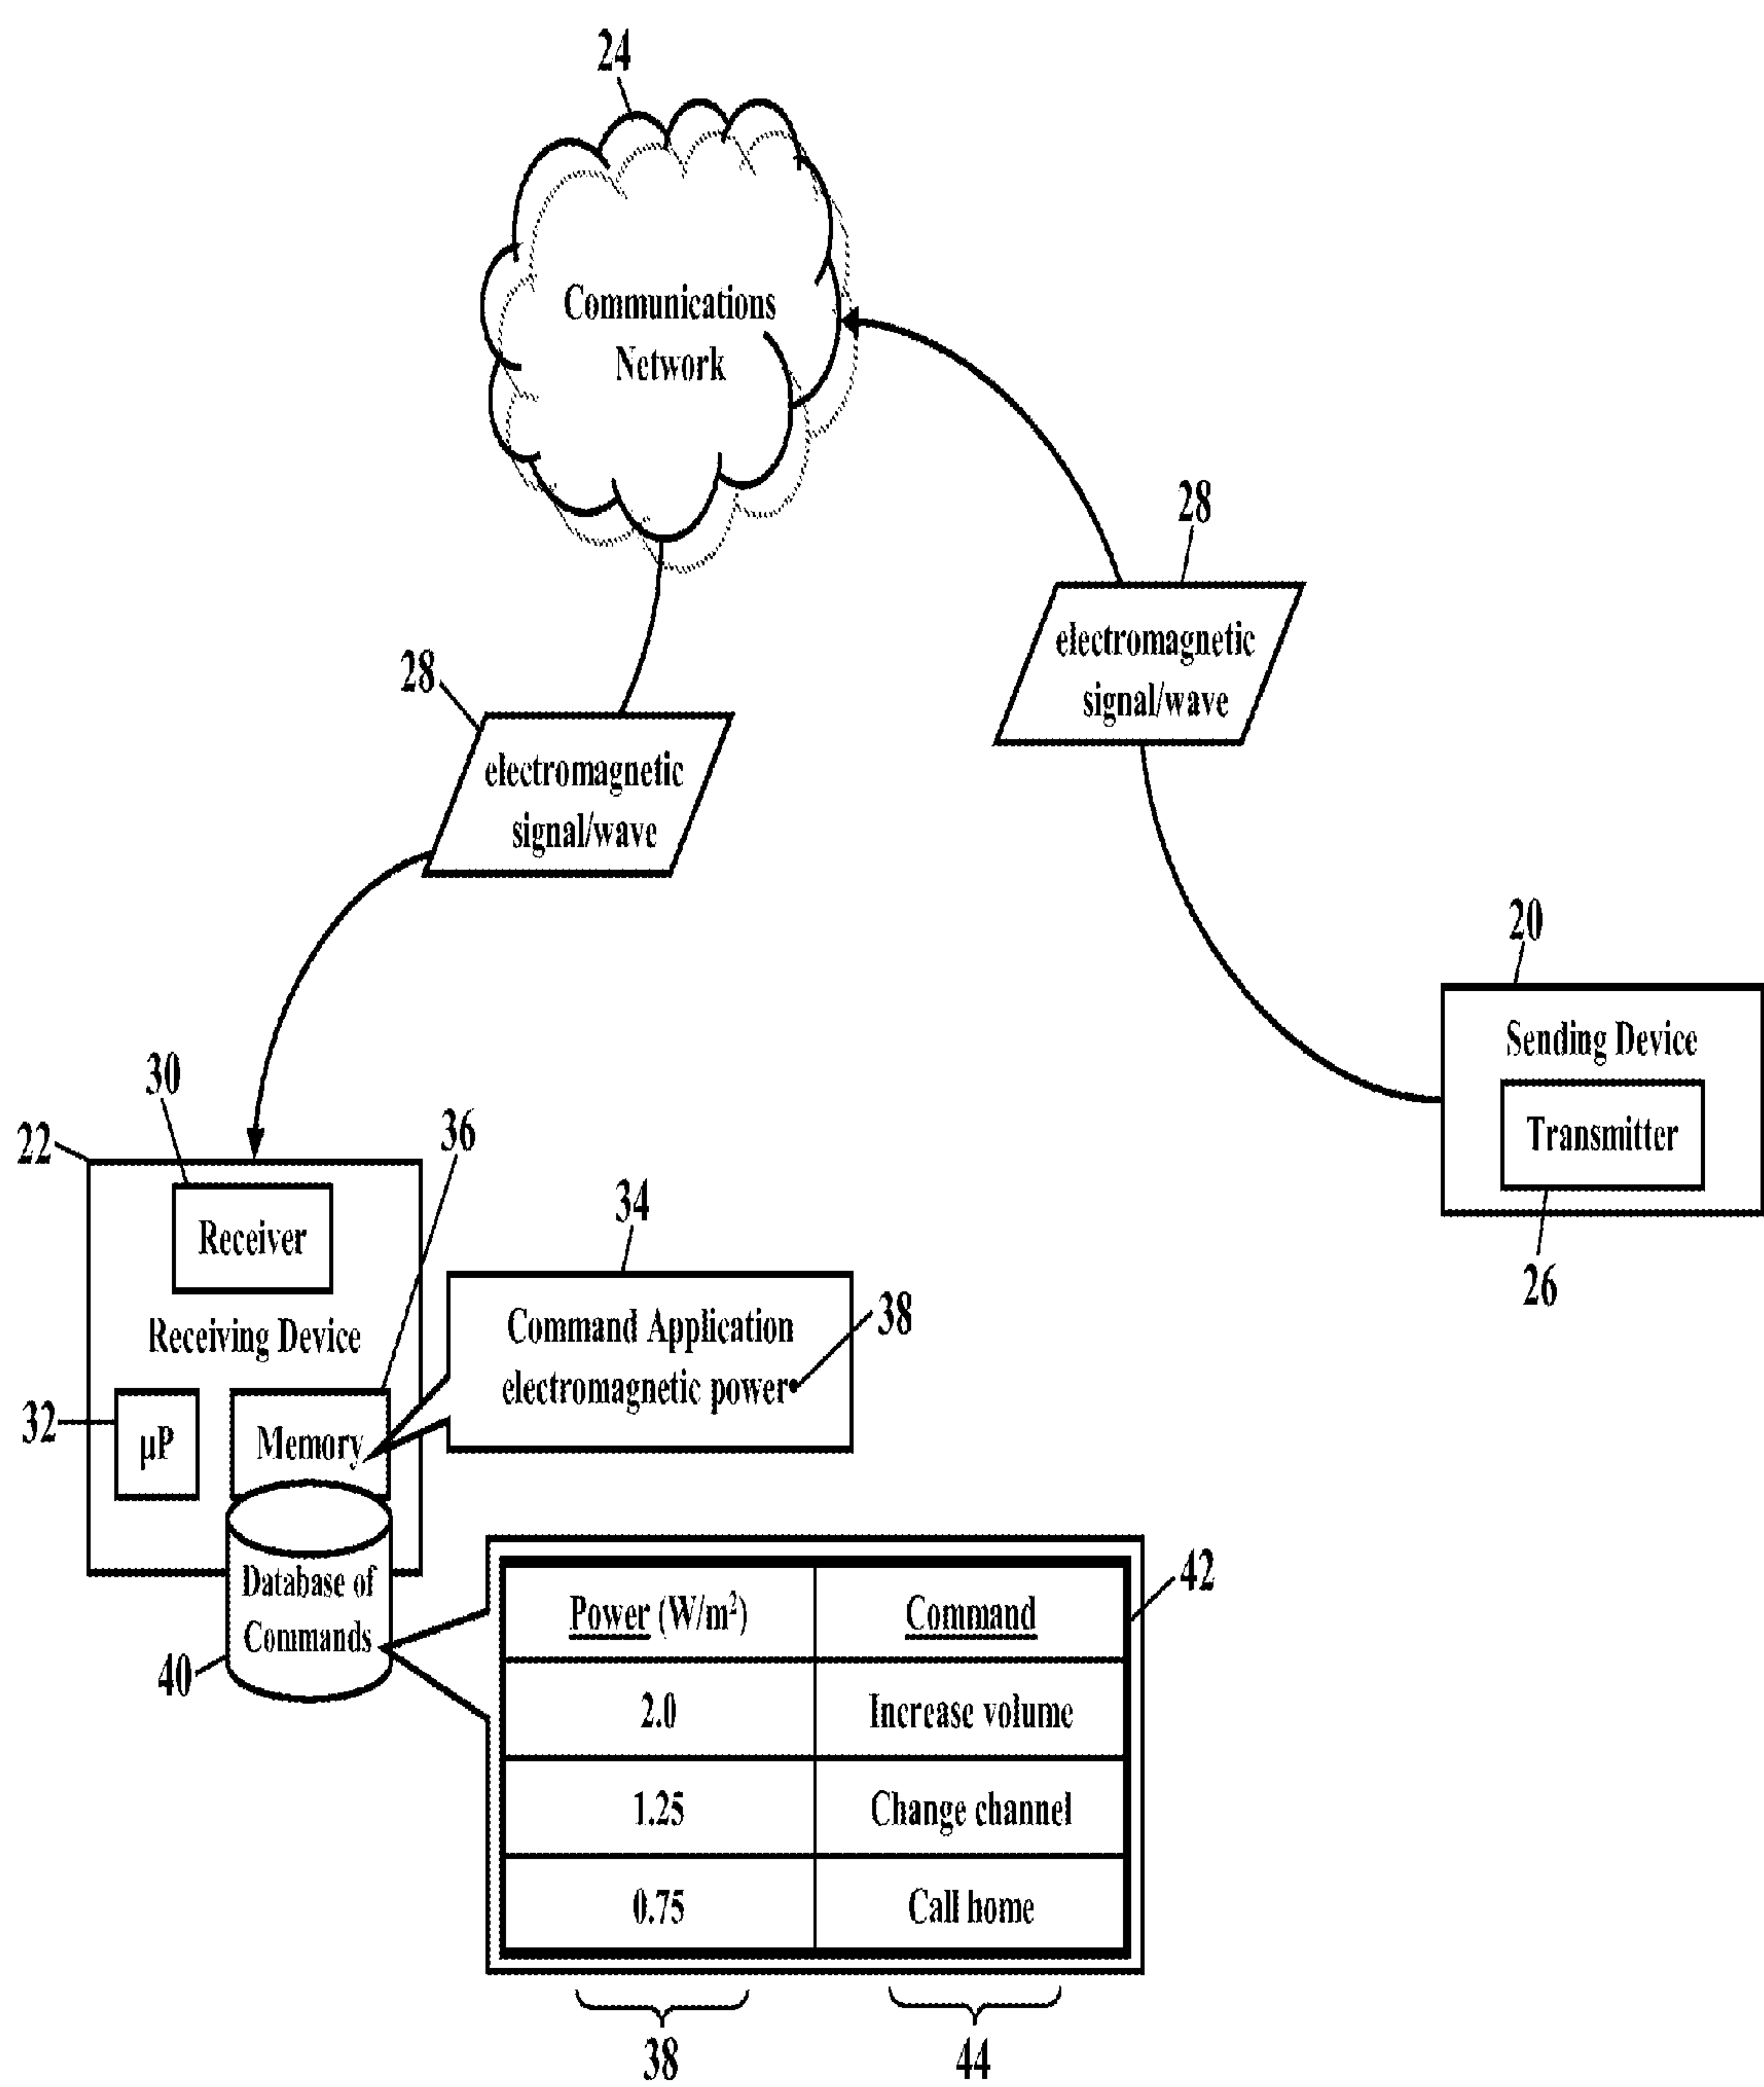 24
Communications
Network
28
electromagnetic
signal/wave
28
electromagnetic
signal/wave
20
Sending Device
Transmitter
26
30
22
36
Receiver
Receiving Device
34
Command Application
electromagnetic power
38
32
µP
Memory
Database of
Commands
40
42
Power (W/m²) Command
2.0 Increase volume
1.25 Change channel
0.75 Call home
38 44